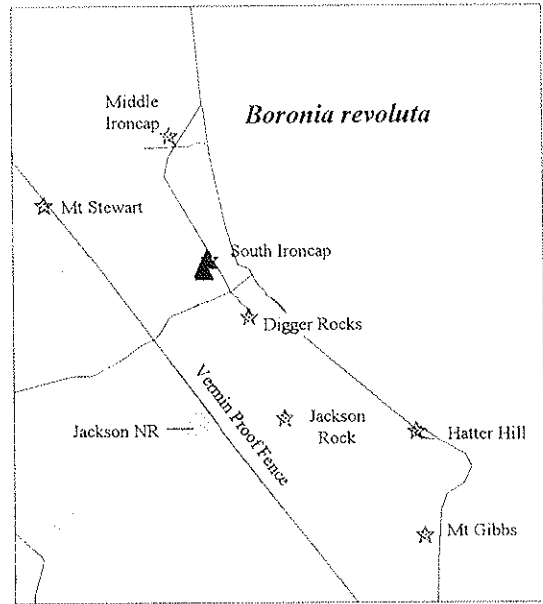 Middle
Ironcap
Boronia revoluta
Mt Stewart
South Ironcap
Digger Rocks
Vermin Proof Fence
Jackson NR
Jackson
Rock
Hatter Hill
Mt Gibbs